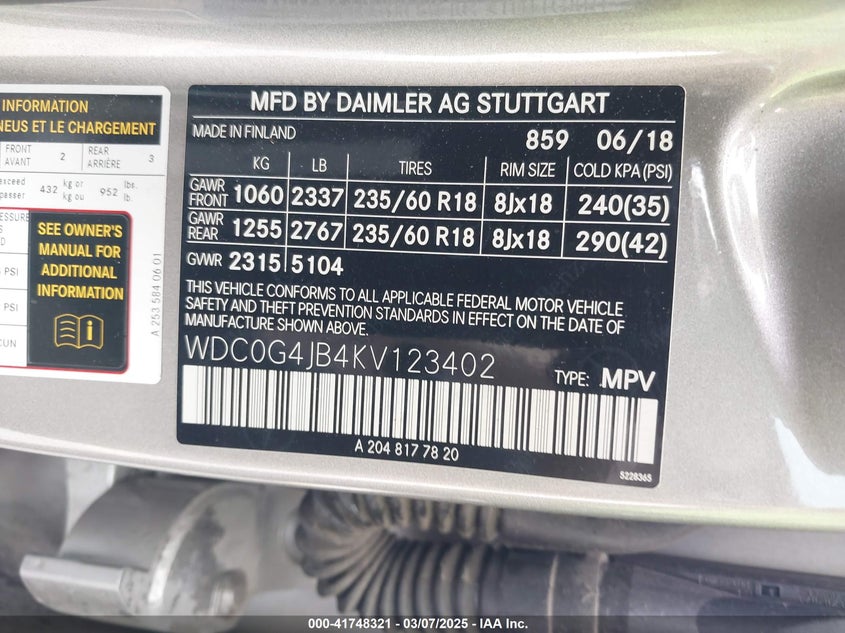 INFORMATION
NEUS ET LE CHARGEMENT
FRONT AVANT 2 REAR ARRIÈRE 3
exceed 432 kg or 952 lbs.
passer kg ou lb.
SEE OWNER'S
MANUAL FOR
ADDITIONAL
INFORMATION
PSI
PSI
A 253 584 06 01
MFD BY DAIMLER AG STUTTGART
MADE IN FINLAND 859 06/18
KG LB TIRES RIM SIZE COLD KPA (PSI)
GAWR FRONT 1060 2337 235/60 R18 8Jx18 240(35)
GAWR REAR 1255 2767 235/60 R18 8Jx18 290(42)
GVWR 2315 5104
THIS VEHICLE CONFORMS TO ALL APPLICABLE FEDERAL MOTOR VEHICLE
SAFETY AND THEFT PREVENTION STANDARDS IN EFFECT ON THE DATE OF
MANUFACTURE SHOWN ABOVE.
WDC0G4JB4KV123402 TYPE: MPV
A 204 817 78 20
S228365
000-41748321 / 03/07/2025 - IAA Inc.